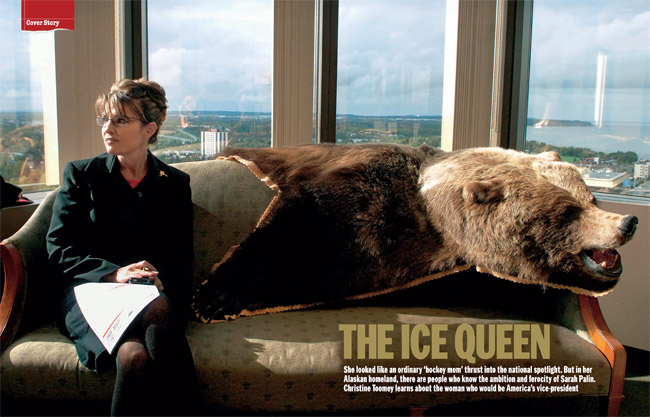 Cover Story
THE ICE QUEEN
She looked like an ordinary 'hockey mom' thrust into the national spotlight. But in her
Alaskan homeland, there are people who know the ambition and ferocity of Sarah Palin.
Christine Toomey learns about the woman who would be America's vice-president